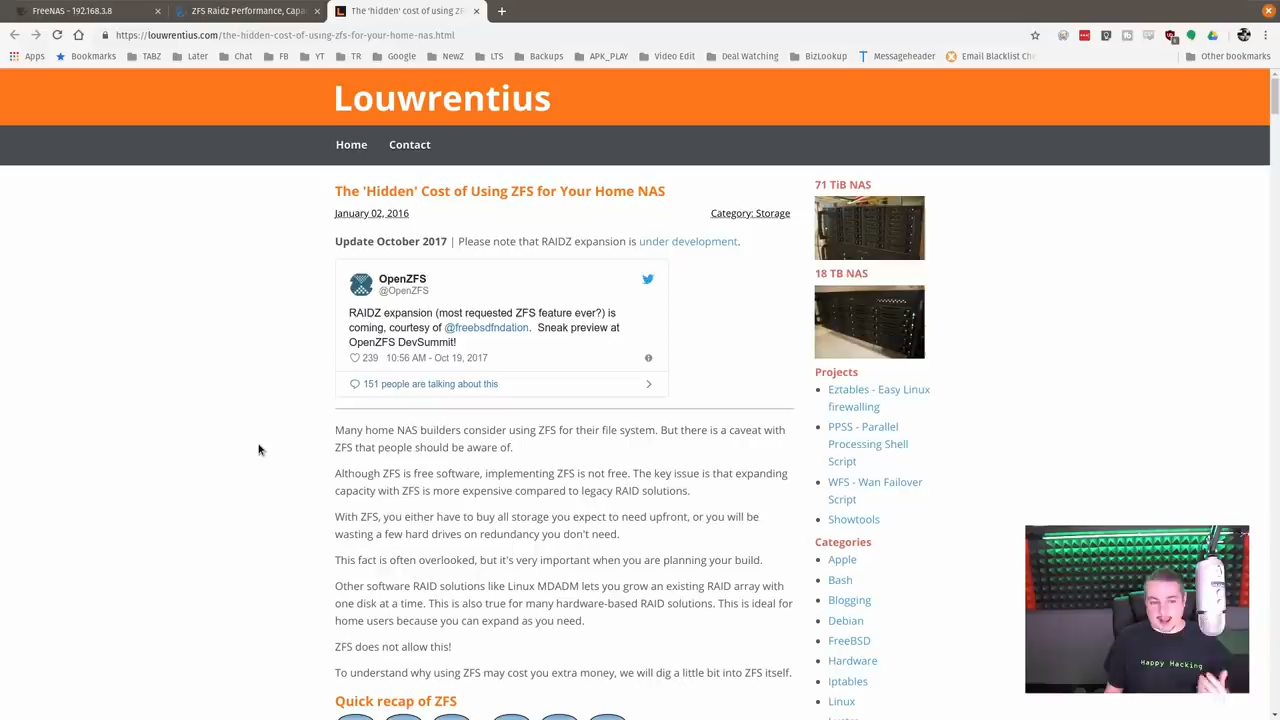 FreeNAS - 192.168.3.8
ZFS Raidz Performance, Capac
The 'hidden' cost of using ZF
https://louwrentius.com/the-hidden-cost-of-using-zfs-for-your-home-nas.html
Apps
Bookmarks
TABZ
Later
Chat
FB
YT
TR
Google
NewZ
LTS
Backups
APK_PLAY
Video Edit
Deal Watching
BizLookup
Messageheader
Email Blacklist Che
Other bookmarks
Louwrentius
Home
Contact
The 'Hidden' Cost of Using ZFS for Your Home NAS
January 02, 2016
Category: Storage
Update October 2017 | Please note that RAIDZ expansion is under development.
OpenZFS
@OpenZFS
RAIDZ expansion (most requested ZFS feature ever?) is
coming, courtesy of @freebsdfndation. Sneak preview at
OpenZFS DevSummit!
239 10:56 AM - Oct 19, 2017
151 people are talking about this
Many home NAS builders consider using ZFS for their file system. But there is a caveat with
ZFS that people should be aware of.
Although ZFS is free software, implementing ZFS is not free. The key issue is that expanding
capacity with ZFS is more expensive compared to legacy RAID solutions.
With ZFS, you either have to buy all storage you expect to need upfront, or you will be
wasting a few hard drives on redundancy you don't need.
This fact is often overlooked, but it's very important when you are planning your build.
Other software RAID solutions like Linux MDADM lets you grow an existing RAID array with
one disk at a time. This is also true for many hardware-based RAID solutions. This is ideal for
home users because you can expand as you need.
ZFS does not allow this!
To understand why using ZFS may cost you extra money, we will dig a little bit into ZFS itself.
Quick recap of ZFS
71 TiB NAS
18 TB NAS
Projects
Eztables - Easy Linux
firewalling
PPSS - Parallel
Processing Shell
Script
WFS - Wan Failover
Script
Showtools
Categories
Apple
Bash
Blogging
Debian
FreeBSD
Hardware
Iptables
Linux
Happy Hacking